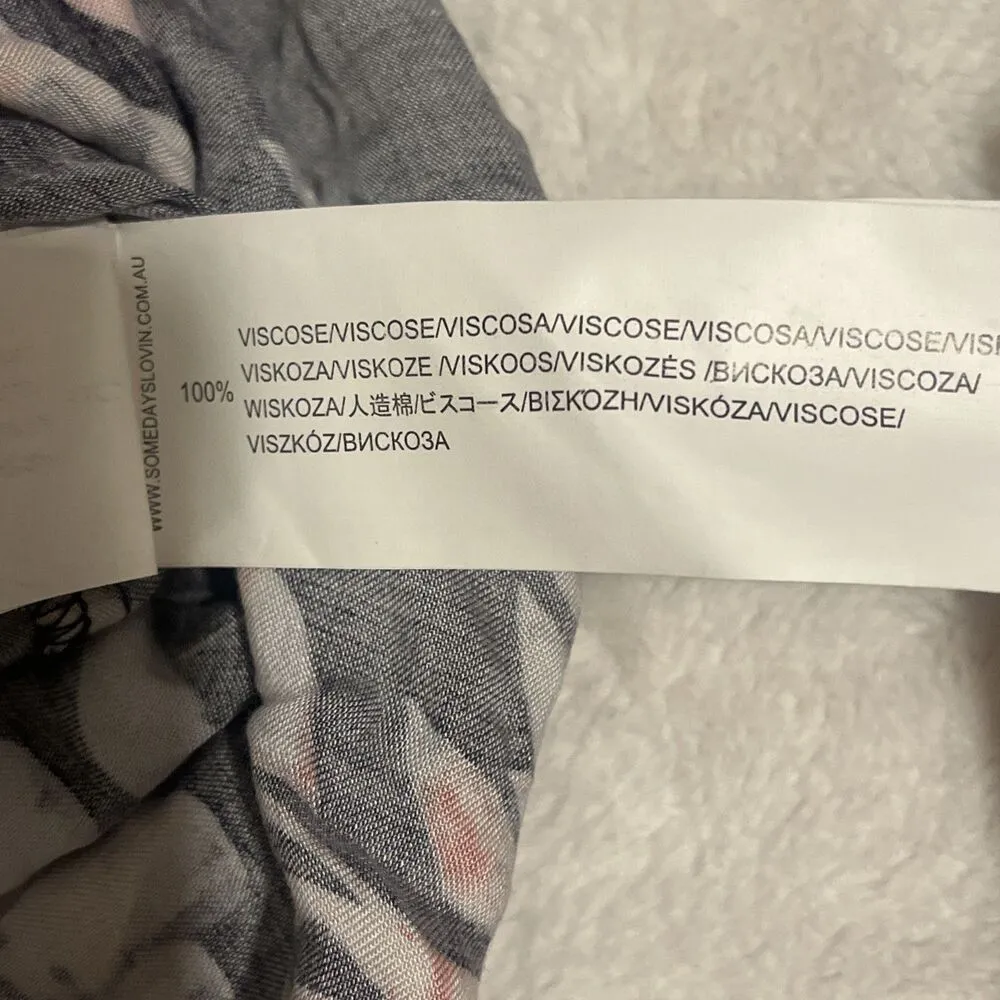 WWW.SOMEDAYSLOVIN.COM.AU
100%
VISCOSE/VISCOSE/VISCOSA/VISCOSE/VISCOSA/VISCOSE/
VISKOZA/VISKOZE /VISKOOS/VISKOZĖS /ВИСКОЗА/VISCOZA/
WISKOZA/人造棉/ビスコース/ΒΙΣΚΌΖΗ/VISKÓZA/VISCOSE/
VISZKÓZ/ВИСКОЗА